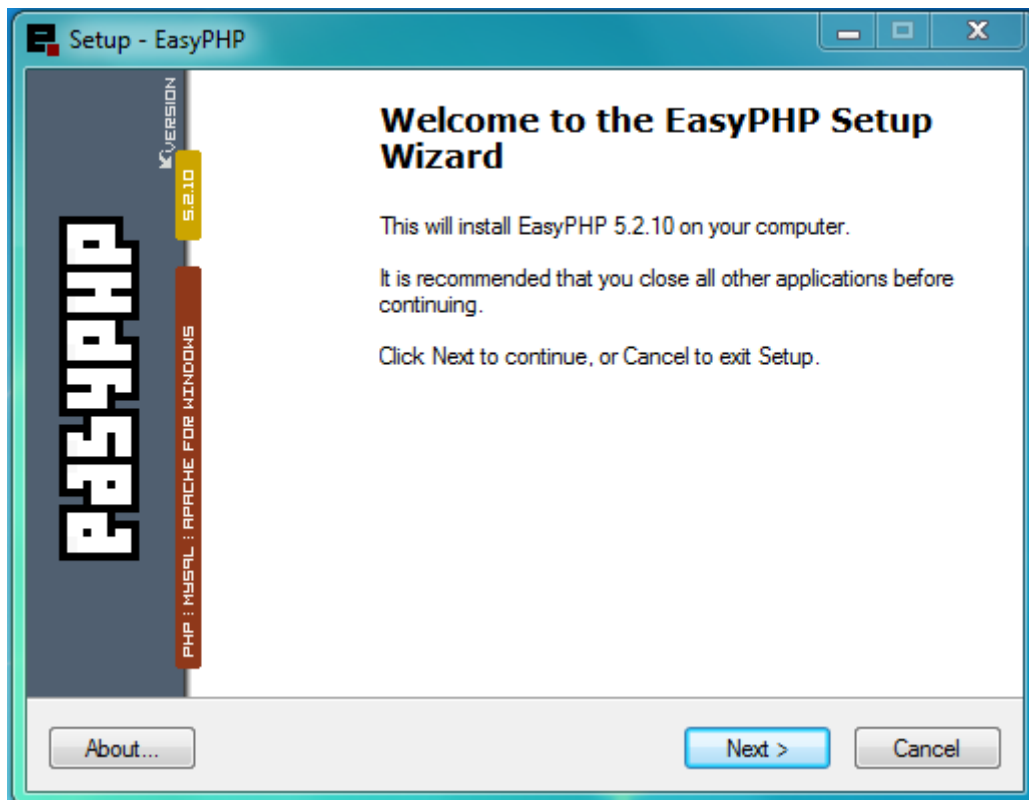 Setup - EasyPHP
VERSION
5.2.10
easyPHP
PHP : MYSQL : APACHE FOR WINDOWS
Welcome to the EasyPHP Setup
Wizard
This will install EasyPHP 5.2.10 on your computer.
It is recommended that you close all other applications before
continuing.
Click Next to continue, or Cancel to exit Setup.
About...
Next >
Cancel